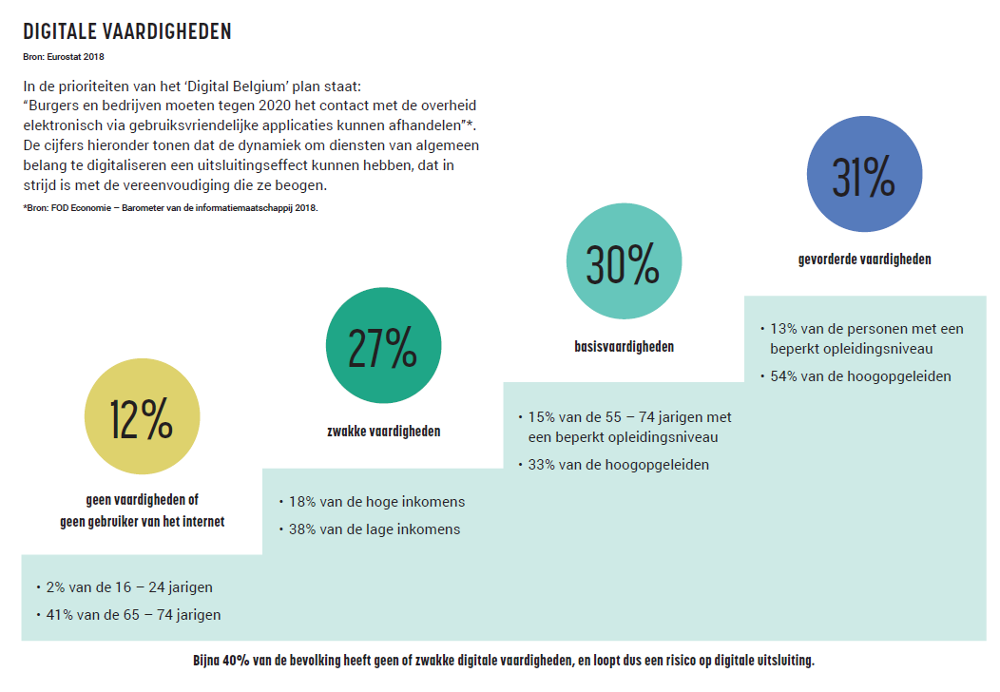 DIGITALE VAARDIGHEDEN
Bron: Eurostat 2018
In de prioriteiten van het ‘Digital Belgium’ plan staat:
“Burgers en bedrijven moeten tegen 2020 het contact met de overheid
elektronisch via gebruiksvriendelijke applicaties kunnen afhandelen”*.
De cijfers hieronder tonen dat de dynamiek om diensten van algemeen
belang te digitaliseren een uitsluitingseffect kunnen hebben, dat in
strijd is met de vereenvoudiging die ze beogen.
*Bron: FOD Economie – Barometer van de informatiemaatschappij 2018.
12%
geen vaardigheden of
geen gebruiker van het internet
• 2% van de 16 – 24 jarigen
• 41% van de 65 – 74 jarigen
27%
zwakke vaardigheden
• 18% van de hoge inkomens
• 38% van de lage inkomens
30%
basisvaardigheden
• 15% van de 55 – 74 jarigen met
een beperkt opleidingsniveau
• 33% van de hoogopgeleiden
31%
gevorderde vaardigheden
• 13% van de personen met een
beperkt opleidingsniveau
• 54% van de hoogopgeleiden
Bijna 40% van de bevolking heeft geen of zwakke digitale vaardigheden, en loopt dus een risico op digitale uitsluiting.